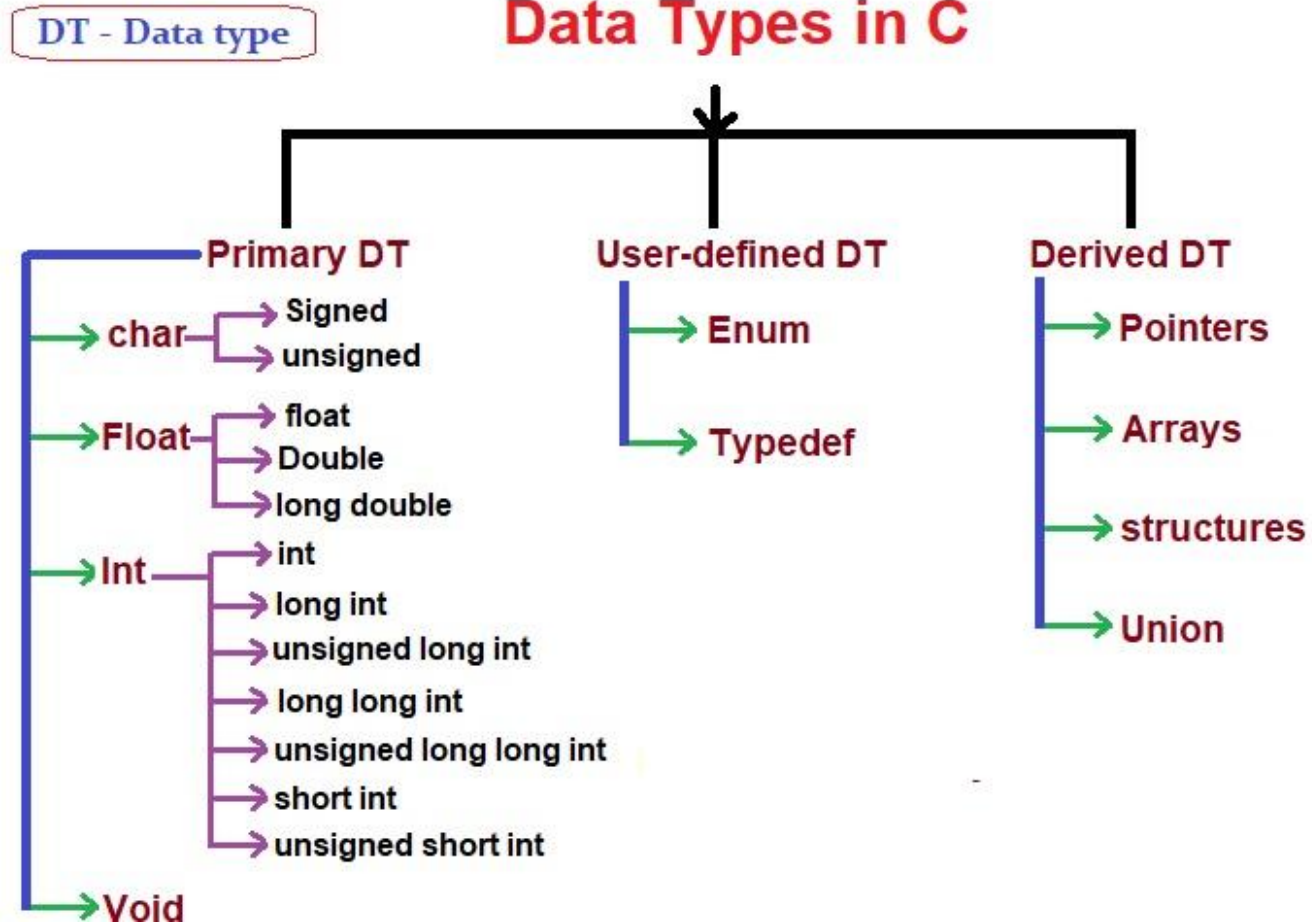 DT - Data type
Data Types in C
Primary DT
char
Signed
unsigned
Float
float
Double
long double
Int
int
long int
unsigned long int
long long int
unsigned long long int
short int
unsigned short int
Void
User-defined DT
Enum
Typedef
Derived DT
Pointers
Arrays
structures
Union